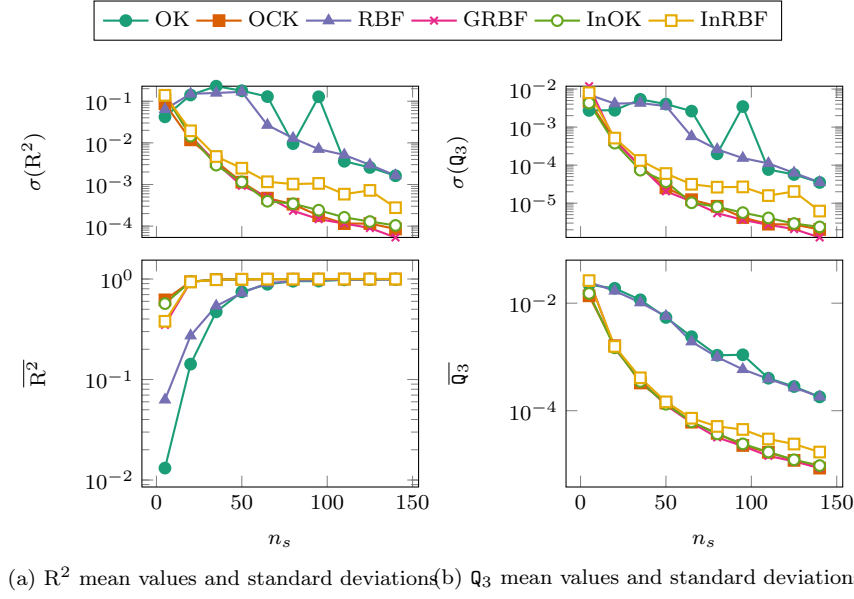 OK OCK RBF GRBF InOK InRBF
10⁻¹
10⁻²
10⁻³
10⁻⁴
σ(R²)
10⁻²
10⁻³
10⁻⁴
10⁻⁵
σ(Q₃)
10⁰
10⁻¹
10⁻²
R̅²
0 50 100 150
n_s
10⁻²
10⁻⁴
Q̅₃
0 50 100 150
n_s
(a) R² mean values and standard deviations
(b) Q₃ mean values and standard deviation